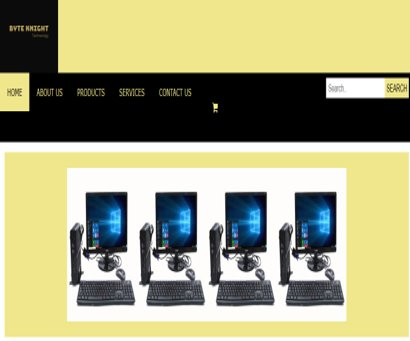 BYTE KNIGHT
Technology
HOME ABOUT US PRODUCTS SERVICES CONTACT US Search.. SEARCH